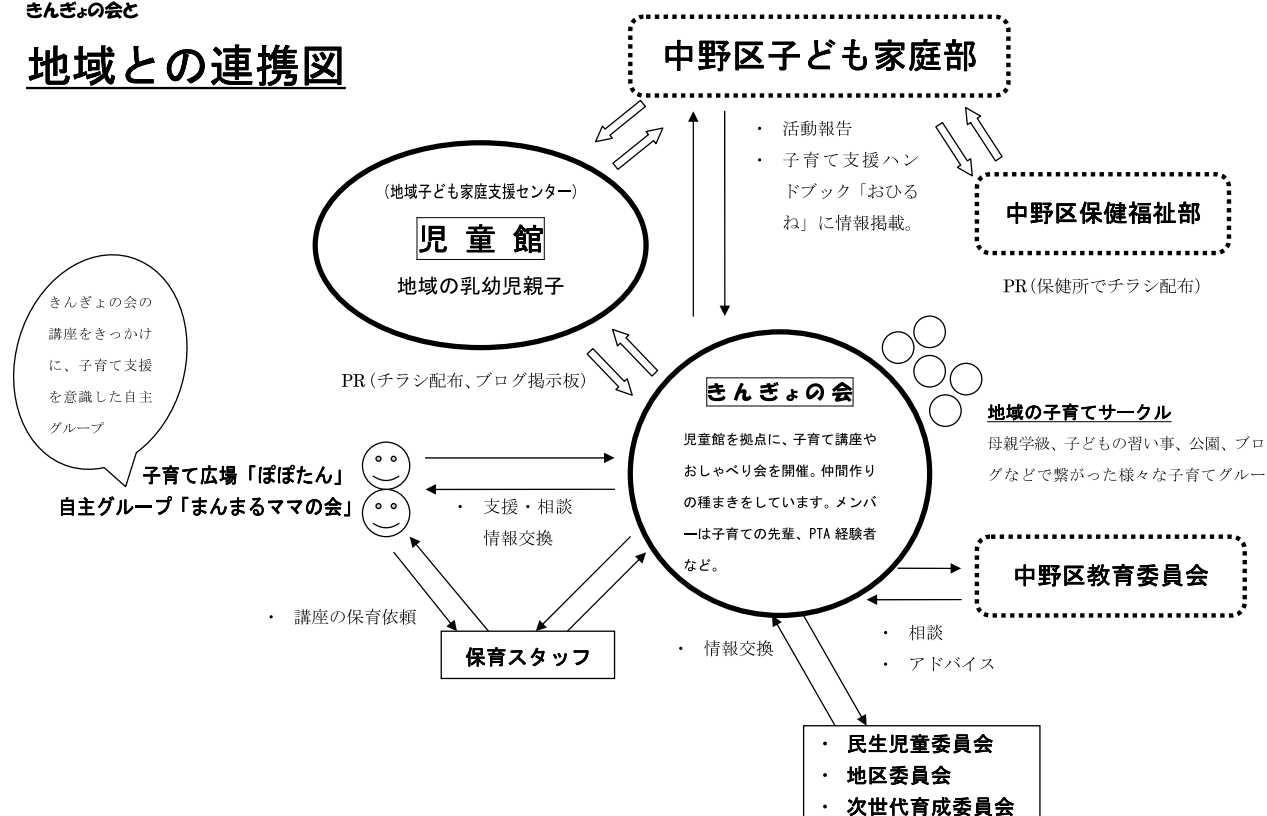 きんぎょの会と
地域との連携図
中野区子ども家庭部
・ 活動報告
・ 子育て支援ハン
ドブック「おひる
ね」に情報掲載。
中野区保健福祉部
PR(保健所でチラシ配布)
(地域子ども家庭支援センター)
児 童 館
地域の乳幼児親子
PR(チラシ配布、ブログ掲示板)
きんぎょの会の
講座をきっかけ
に、子育て支援
を意識した自主
グループ
子育て広場「ぽぽたん」
自主グループ「まんまるママの会」
・ 支援・相談
情報交換
きんぎょの会
児童館を拠点に、子育て講座や
おしゃべり会を開催。仲間作り
の種まきをしています。メンバ
ーは子育ての先輩、PTA 経験者
など。
地域の子育てサークル
母親学級、子どもの習い事、公園、ブロ
グなどで繋がった様々な子育てグルー
中野区教育委員会
・ 相談
・ アドバイス
・ 講座の保育依頼
保育スタッフ
・ 情報交換
・ 民生児童委員会
・ 地区委員会
・ 次世代育成委員会